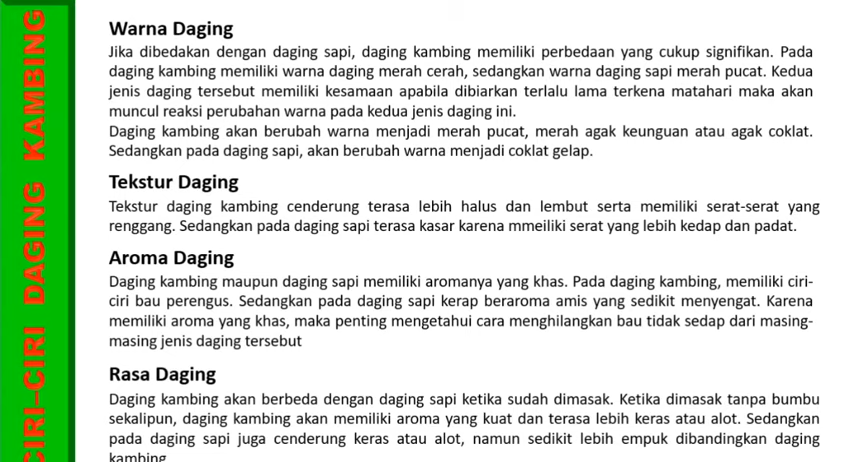 CIRI-CIRI DAGING KAMBING
Warna Daging
Jika dibedakan dengan daging sapi, daging kambing memiliki perbedaan yang cukup signifikan. Pada
daging kambing memiliki warna daging merah cerah, sedangkan warna daging sapi merah pucat. Kedua
jenis daging tersebut memiliki kesamaan apabila dibiarkan terlalu lama terkena matahari maka akan
muncul reaksi perubahan warna pada kedua jenis daging ini.
Daging kambing akan berubah warna menjadi merah pucat, merah agak keunguan atau agak coklat.
Sedangkan pada daging sapi, akan berubah warna menjadi coklat gelap.
Tekstur Daging
Tekstur daging kambing cenderung terasa lebih halus dan lembut serta memiliki serat-serat yang
renggang. Sedangkan pada daging sapi terasa kasar karena mmeiliki serat yang lebih kedap dan padat.
Aroma Daging
Daging kambing maupun daging sapi memiliki aromanya yang khas. Pada daging kambing, memiliki ciri-
ciri bau perengus. Sedangkan pada daging sapi kerap beraroma amis yang sedikit menyengat. Karena
memiliki aroma yang khas, maka penting mengetahui cara menghilangkan bau tidak sedap dari masing-
masing jenis daging tersebut
Rasa Daging
Daging kambing akan berbeda dengan daging sapi ketika sudah dimasak. Ketika dimasak tanpa bumbu
sekalipun, daging kambing akan memiliki aroma yang kuat dan terasa lebih keras atau alot. Sedangkan
pada daging sapi juga cenderung keras atau alot, namun sedikit lebih empuk dibandingkan daging
kambing